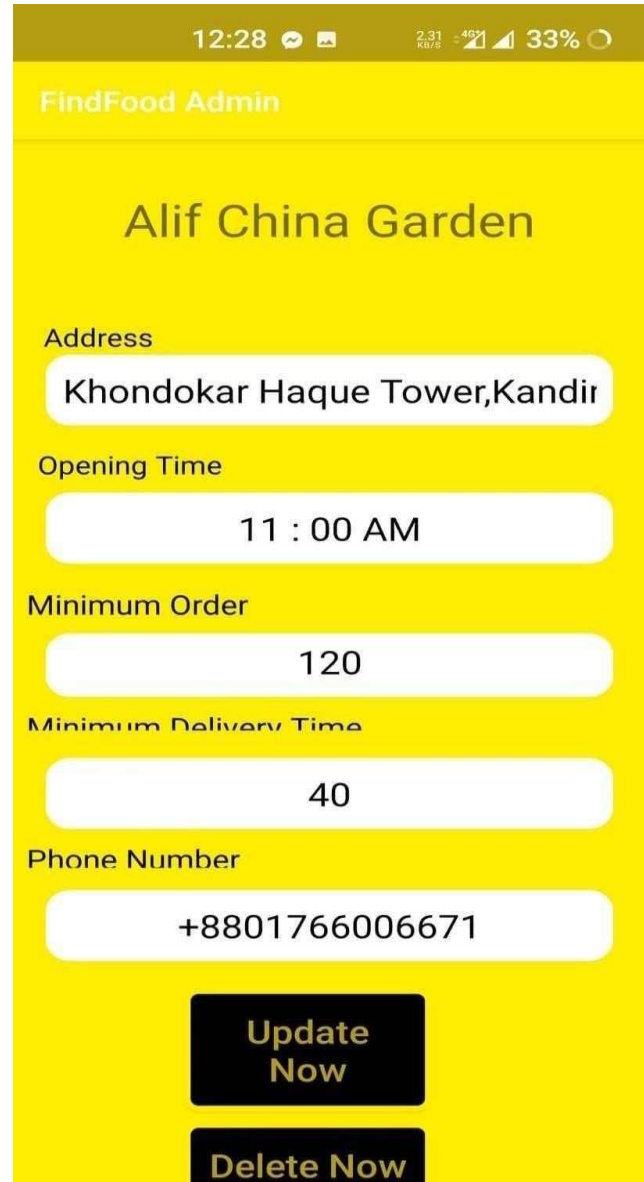 12:28 2.31 KB/S 4G+ 33%
FindFood Admin
Alif China Garden
Address
Khondokar Haque Tower,Kandir
Opening Time
11 : 00 AM
Minimum Order
120
Minimum Delivery Time
40
Phone Number
+8801766006671
Update
Now
Delete Now